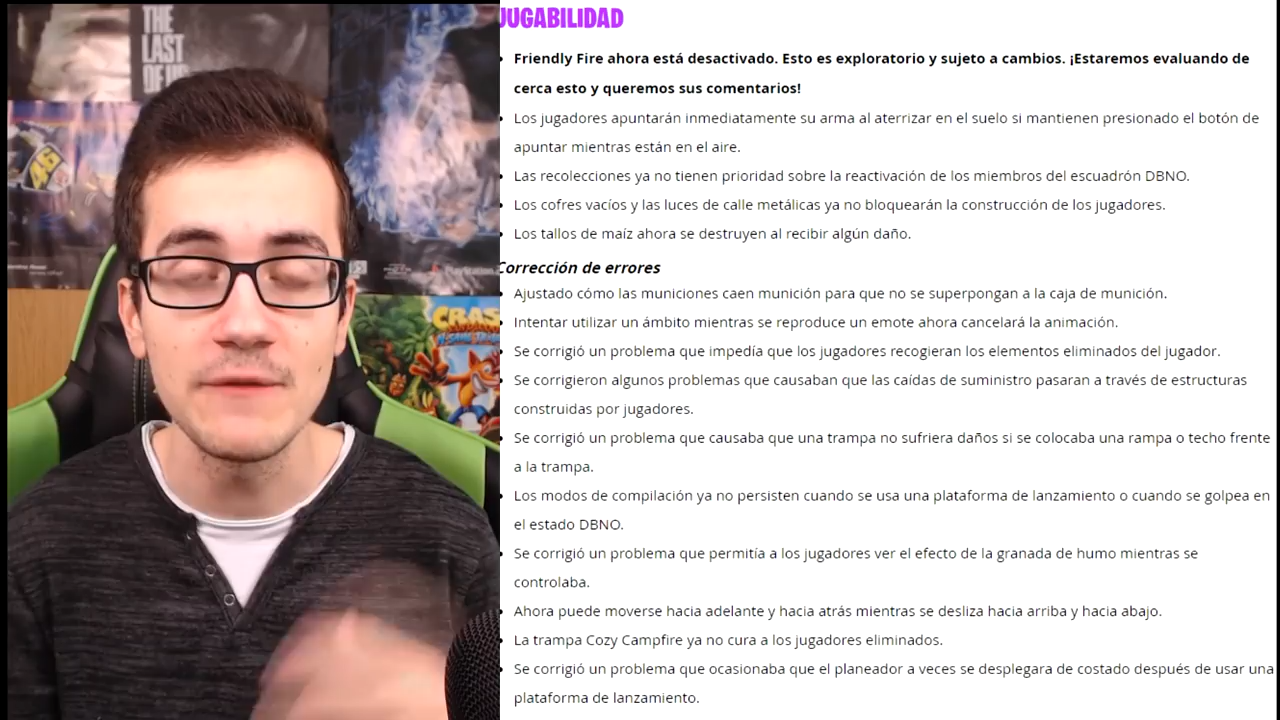 THE
LAST
OF US
46
PlayStation
CRAS
N. SANE
JUGABILIDAD
Friendly Fire ahora está desactivado. Esto es exploratorio y sujeto a cambios. ¡Estaremos evaluando de
cerca esto y queremos sus comentarios!
Los jugadores apuntarán inmediatamente su arma al aterrizar en el suelo si mantienen presionado el botón de
apuntar mientras están en el aire.
Las recolecciones ya no tienen prioridad sobre la reactivación de los miembros del escuadrón DBNO.
Los cofres vacíos y las luces de calle metálicas ya no bloquearán la construcción de los jugadores.
Los tallos de maíz ahora se destruyen al recibir algún daño.
Corrección de errores
Ajustado cómo las municiones caen munición para que no se superpongan a la caja de munición.
Intentar utilizar un ámbito mientras se reproduce un emote ahora cancelará la animación.
Se corrigió un problema que impedía que los jugadores recogieran los elementos eliminados del jugador.
Se corrigieron algunos problemas que causaban que las caídas de suministro pasaran a través de estructuras
construidas por jugadores.
Se corrigió un problema que causaba que una trampa no sufriera daños si se colocaba una rampa o techo frente
a la trampa.
Los modos de compilación ya no persisten cuando se usa una plataforma de lanzamiento o cuando se golpea en
el estado DBNO.
Se corrigió un problema que permitía a los jugadores ver el efecto de la granada de humo mientras se
controlaba.
Ahora puede moverse hacia adelante y hacia atrás mientras se desliza hacia arriba y hacia abajo.
La trampa Cozy Campfire ya no cura a los jugadores eliminados.
Se corrigió un problema que ocasionaba que el planeador a veces se desplegara de costado después de usar una
plataforma de lanzamiento.